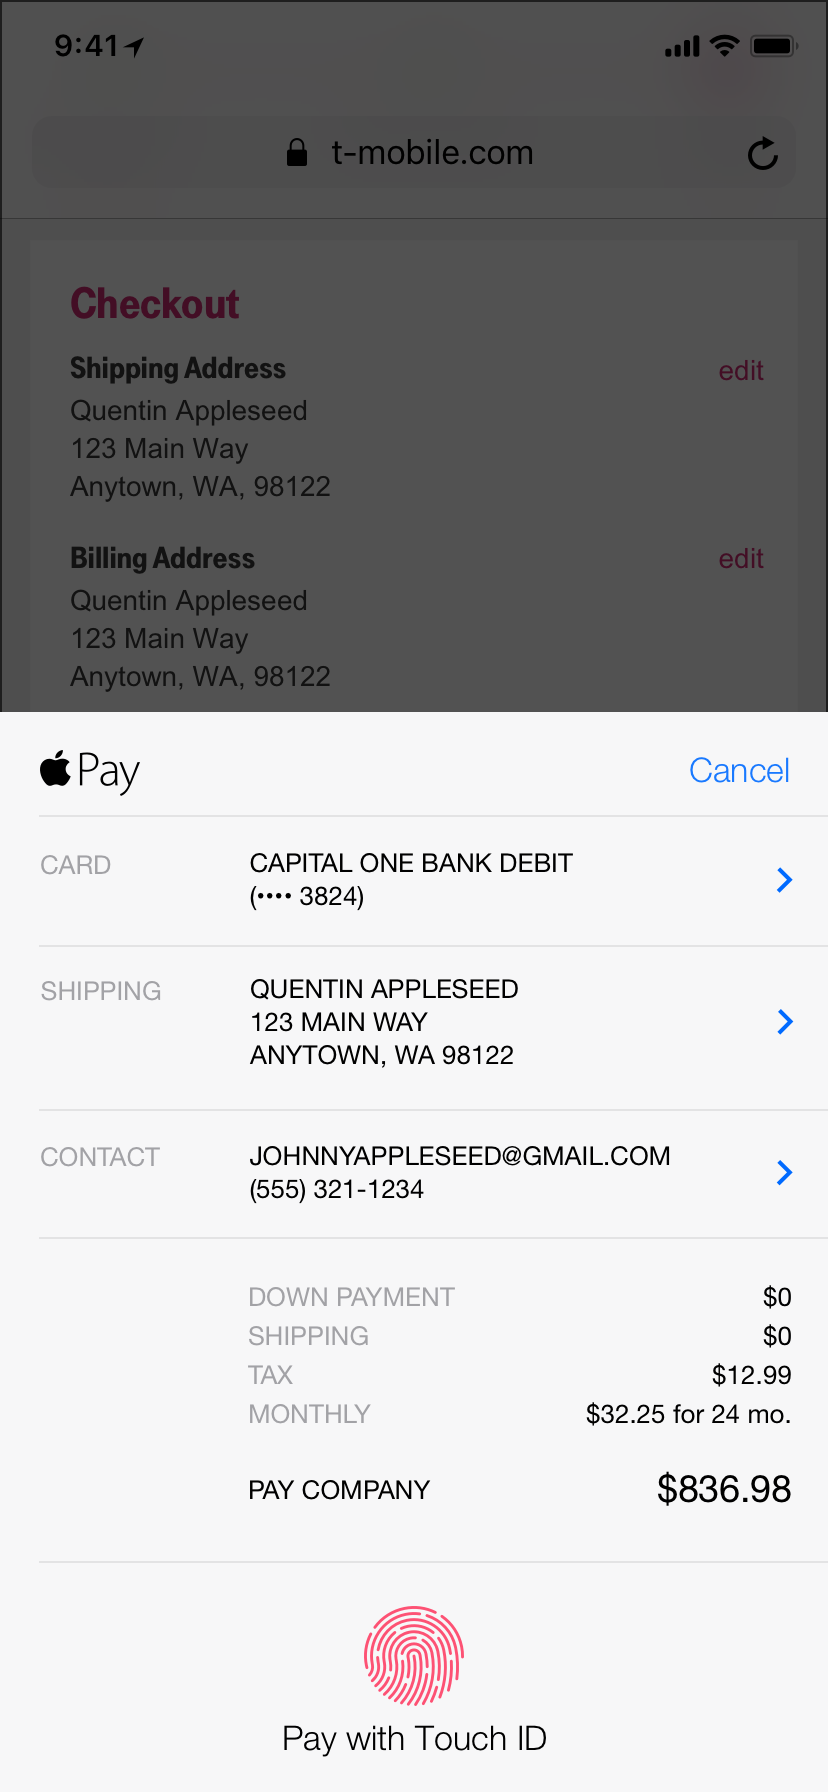 9:41
t-mobile.com
Checkout
Shipping Address
edit
Quentin Appleseed
123 Main Way
Anytown, WA, 98122
Billing Address
edit
Quentin Appleseed
123 Main Way
Anytown, WA, 98122
Pay
Cancel
CARD
CAPITAL ONE BANK DEBIT
(•••• 3824)
SHIPPING
QUENTIN APPLESEED
123 MAIN WAY
ANYTOWN, WA 98122
CONTACT
JOHNNYAPPLESEED@GMAIL.COM
(555) 321-1234
DOWN PAYMENT $0
SHIPPING $0
TAX $12.99
MONTHLY $32.25 for 24 mo.
PAY COMPANY $836.98
Pay with Touch ID